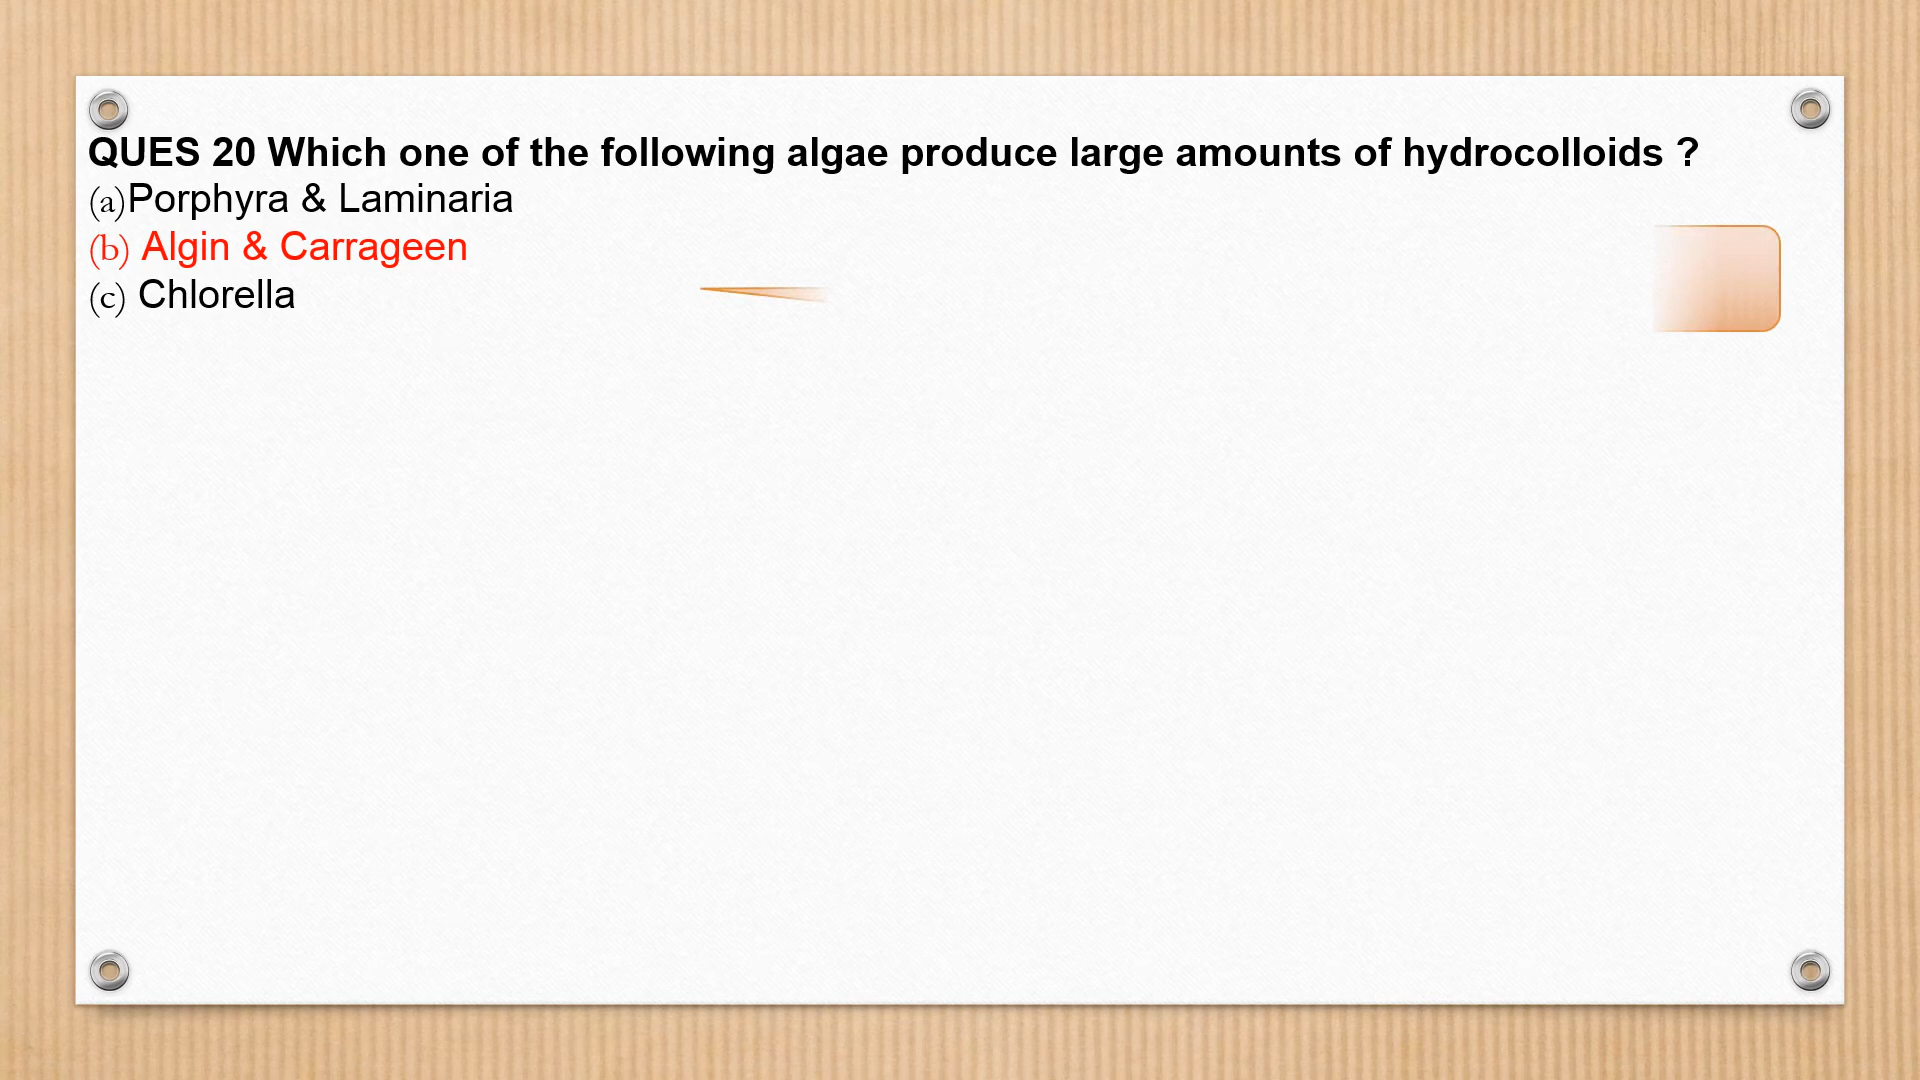 QUES 20 Which one of the following algae produce large amounts of hydrocolloids ?
(a)Porphyra & Laminaria
(b) Algin & Carrageen
(c) Chlorella